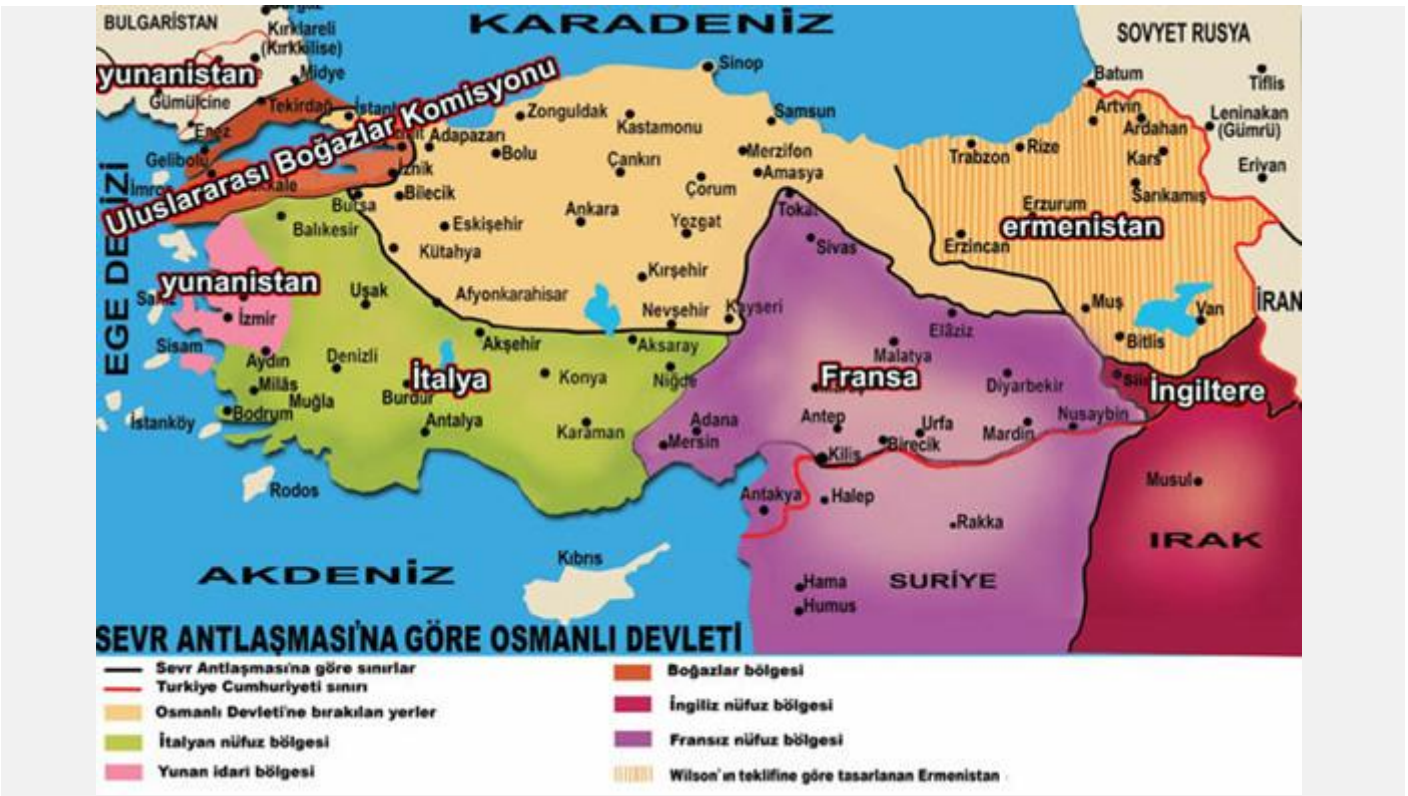 BULGARİSTAN
KARADENİZ
SOVYET RUSYA
Kırklareli
(Kırkkilise)
yunanistan
Midye
Gümülcine
Tekirdağ
Enez
Gelibolu
Uluslararası Boğazlar Komisyonu
Sinop
Zonguldak
Kastamonu
Samsun
Adapazarı
Bolu
Çankırı
Merzifon
Amasya
Çorum
İznik
Bilecik
Bursa
Ankara
Yozgat
Tokat
Eskişehir
Balıkesir
Kütahya
Sivas
Batum
Tiflis
Artvin
Ardahan
Leninakan
(Gümrü)
Trabzon
Rize
Kars
Erivan
Sarıkamış
Erzurum
ermenistan
Erzincan
EGE DENİZİ
yunanistan
Kırşehir
Uşak
Afyonkarahisar
Nevşehir
Kayseri
Muş
Van
İRAN
İzmir
Elâziz
Bitlis
Sisam
Akşehir
Aksaray
Aydın
Denizli
Malatya
İtalya
Konya
Niğde
Fransa
Diyarbekir
İngiltere
Milâs
Muğla
Burdur
Bodrum
İstanköy
Antalya
Karaman
Adana
Mersin
Antep
Urfa
Mardin
Nusaybin
Birecik
Kilis
Rodos
Antakya
Halep
Rakka
Musul
IRAK
Kıbrıs
AKDENİZ
Hama
SURİYE
Humus
SEVR ANTLAŞMASI'NA GÖRE OSMANLI DEVLETİ
Sevr Antlaşması'na göre sınırlar
Turkiye Cumhuriyeti sınırı
Osmanlı Devleti'ne bırakılan yerler
İtalyan nüfuz bölgesi
Yunan idari bölgesi
Boğazlar bölgesi
İngiliz nüfuz bölgesi
Fransız nüfuz bölgesi
Wilson'ın teklifine göre tasarlanan Ermenistan